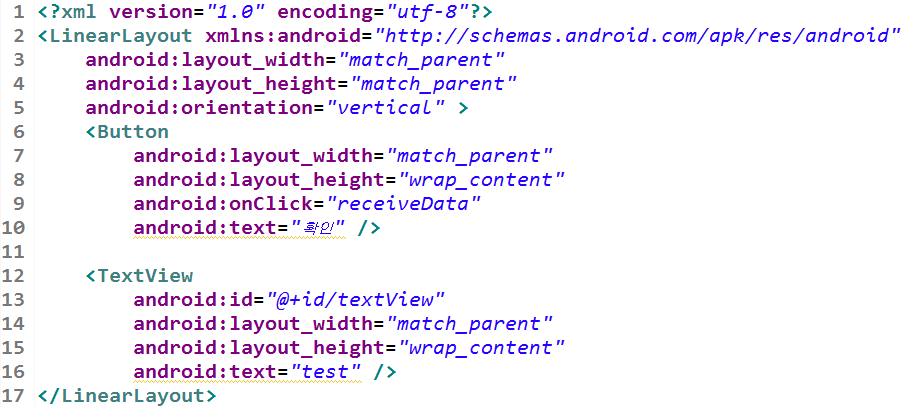 1 <?xml version="1.0" encoding="utf-8"?>
2 <LinearLayout xmlns:android="http://schemas.android.com/apk/res/android"
3     android:layout_width="match_parent"
4     android:layout_height="match_parent"
5     android:orientation="vertical" >
6     <Button
7         android:layout_width="match_parent"
8         android:layout_height="wrap_content"
9         android:onClick="receiveData"
10         android:text="확인" />
11
12     <TextView
13         android:id="@+id/textView"
14         android:layout_width="match_parent"
15         android:layout_height="wrap_content"
16         android:text="test" />
17 </LinearLayout>